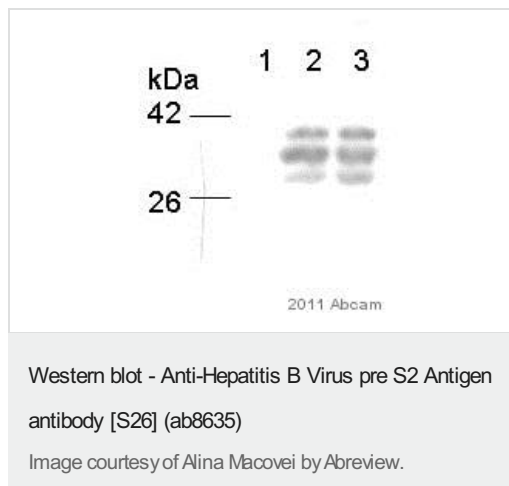 1 2 3
kDa
42
26
2011 Abcam
Western blot - Anti-Hepatitis B Virus pre S2 Antigen
antibody [S26] (ab8635)
Image courtesy of Alina Macovei by Abreview.